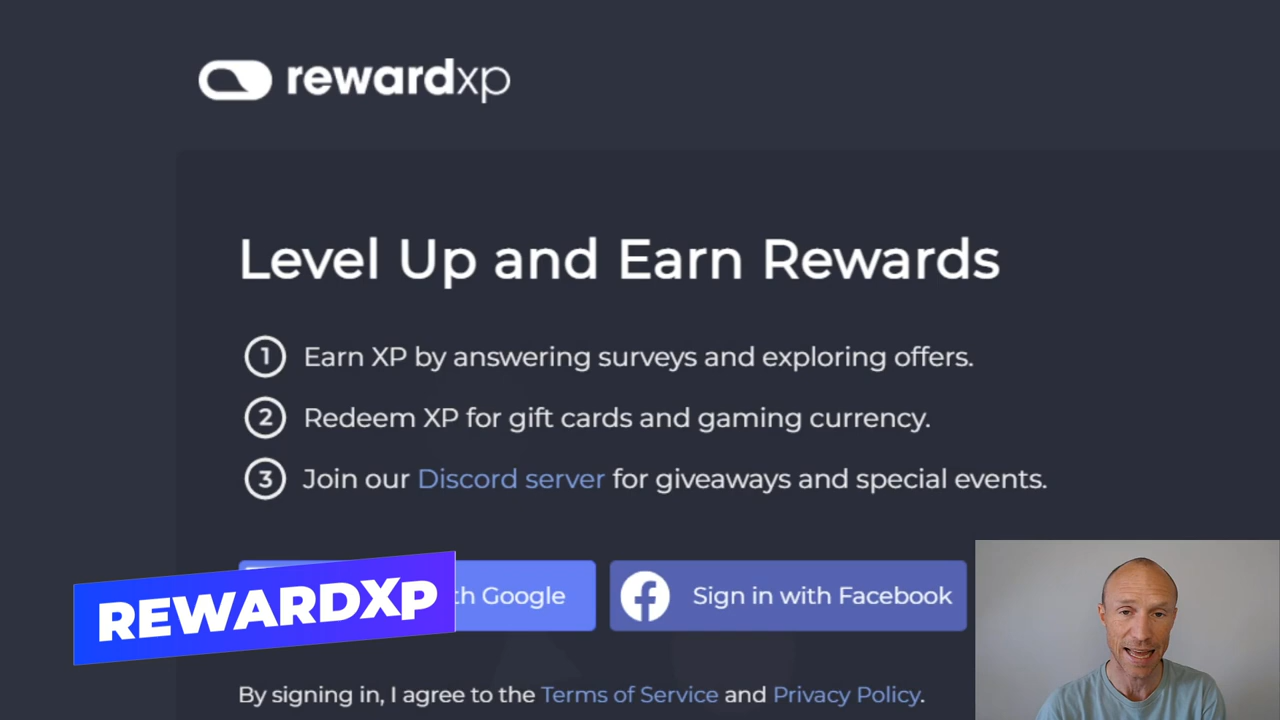 rewardxp
Level Up and Earn Rewards
1 Earn XP by answering surveys and exploring offers.
2 Redeem XP for gift cards and gaming currency.
3 Join our Discord server for giveaways and special events.
Google
Sign in with Facebook
REWARDXP
By signing in, I agree to the Terms of Service and Privacy Policy.